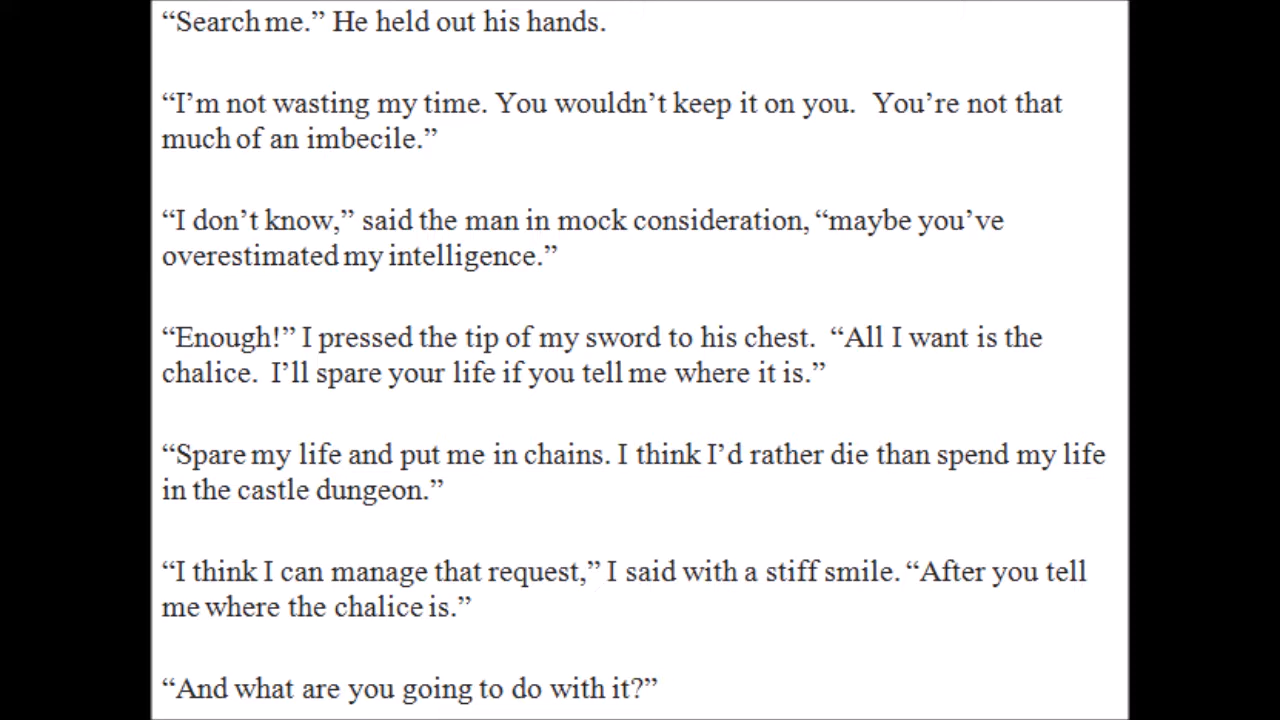 “Search me.” He held out his hands.
“I’m not wasting my time. You wouldn’t keep it on you.  You’re not that
much of an imbecile.”
“I don’t know,” said the man in mock consideration, “maybe you’ve
overestimated my intelligence.”
“Enough!” I pressed the tip of my sword to his chest.  “All I want is the
chalice.  I’ll spare your life if you tell me where it is.”
“Spare my life and put me in chains. I think I’d rather die than spend my life
in the castle dungeon.”
“I think I can manage that request,” I said with a stiff smile. “After you tell
me where the chalice is.”
“And what are you going to do with it?”